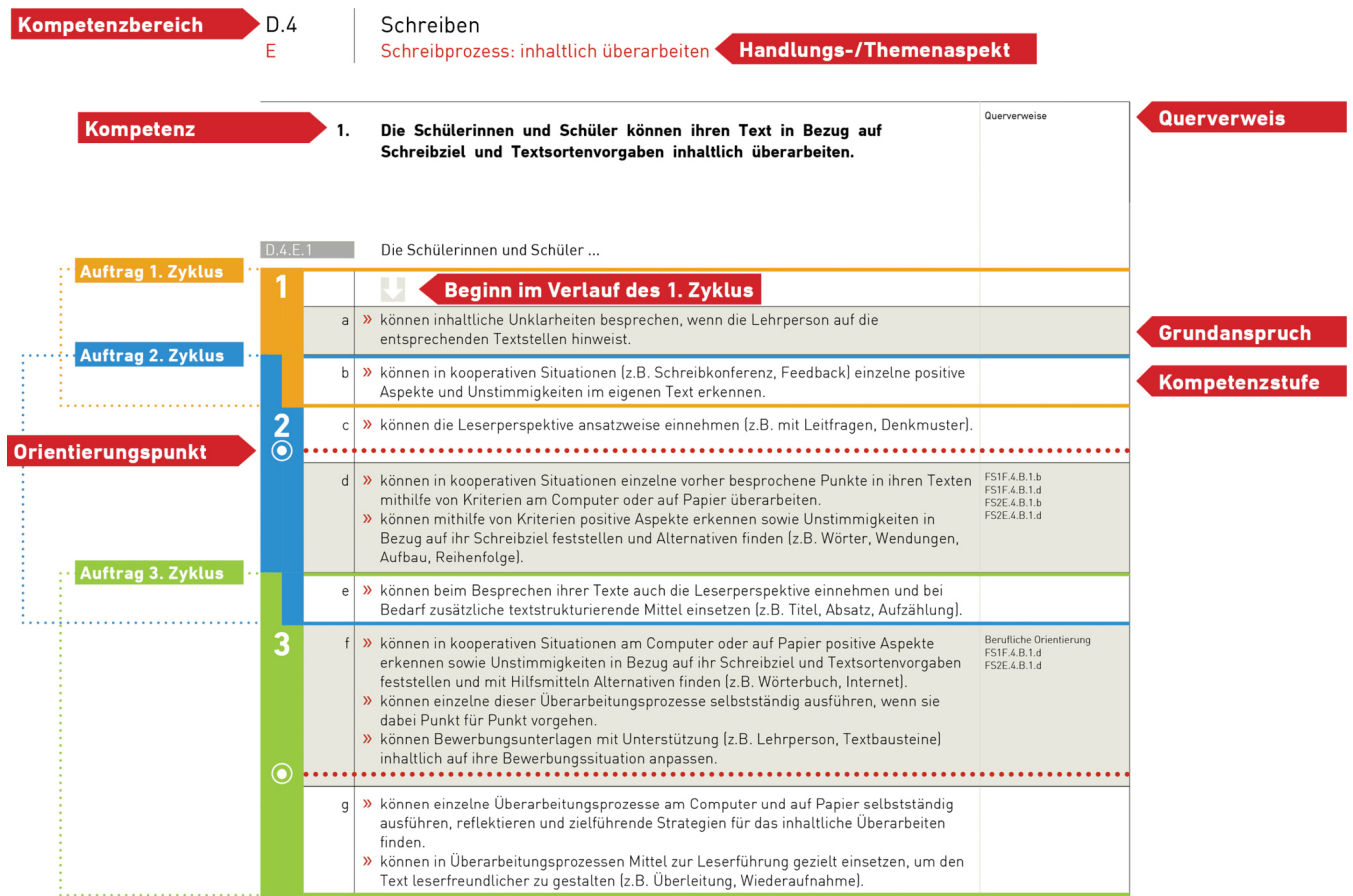 Kompetenzbereich
D.4
Schreiben
E
Schreibprozess: inhaltlich überarbeiten
Handlungs-/Themenaspekt
Kompetenz
1.
Die Schülerinnen und Schüler können ihren Text in Bezug auf
Schreibziel und Textsortenvorgaben inhaltlich überarbeiten.
Querverweise
Querverweis
D.4.E.1
Die Schülerinnen und Schüler ...
Auftrag 1. Zyklus
1
Beginn im Verlauf des 1. Zyklus
a
» können inhaltliche Unklarheiten besprechen, wenn die Lehrperson auf die
entsprechenden Textstellen hinweist.
Grundanspruch
Auftrag 2. Zyklus
b
» können in kooperativen Situationen (z.B. Schreibkonferenz, Feedback) einzelne positive
Aspekte und Unstimmigkeiten im eigenen Text erkennen.
Kompetenzstufe
2
c
» können die Leserperspektive ansatzweise einnehmen (z.B. mit Leitfragen, Denkmuster).
Orientierungspunkt
d
» können in kooperativen Situationen einzelne vorher besprochene Punkte in ihren Texten
mithilfe von Kriterien am Computer oder auf Papier überarbeiten.
» können mithilfe von Kriterien positive Aspekte erkennen sowie Unstimmigkeiten in
Bezug auf ihr Schreibziel feststellen und Alternativen finden (z.B. Wörter, Wendungen,
Aufbau, Reihenfolge).
FS1F.4.B.1.b
FS1F.4.B.1.d
FS2E.4.B.1.b
FS2E.4.B.1.d
Auftrag 3. Zyklus
e
» können beim Besprechen ihrer Texte auch die Leserperspektive einnehmen und bei
Bedarf zusätzliche textstrukturierende Mittel einsetzen (z.B. Titel, Absatz, Aufzählung).
3
f
» können in kooperativen Situationen am Computer oder auf Papier positive Aspekte
erkennen sowie Unstimmigkeiten in Bezug auf ihr Schreibziel und Textsortenvorgaben
feststellen und mit Hilfsmitteln Alternativen finden (z.B. Wörterbuch, Internet).
» können einzelne dieser Überarbeitungsprozesse selbstständig ausführen, wenn sie
dabei Punkt für Punkt vorgehen.
» können Bewerbungsunterlagen mit Unterstützung (z.B. Lehrperson, Textbausteine)
inhaltlich auf ihre Bewerbungssituation anpassen.
Berufliche Orientierung
FS1F.4.B.1.d
FS2E.4.B.1.d
g
» können einzelne Überarbeitungsprozesse am Computer und auf Papier selbstständig
ausführen, reflektieren und zielführende Strategien für das inhaltliche Überarbeiten
finden.
» können in Überarbeitungsprozessen Mittel zur Leserführung gezielt einsetzen, um den
Text leserfreundlicher zu gestalten (z.B. Überleitung, Wiederaufnahme).